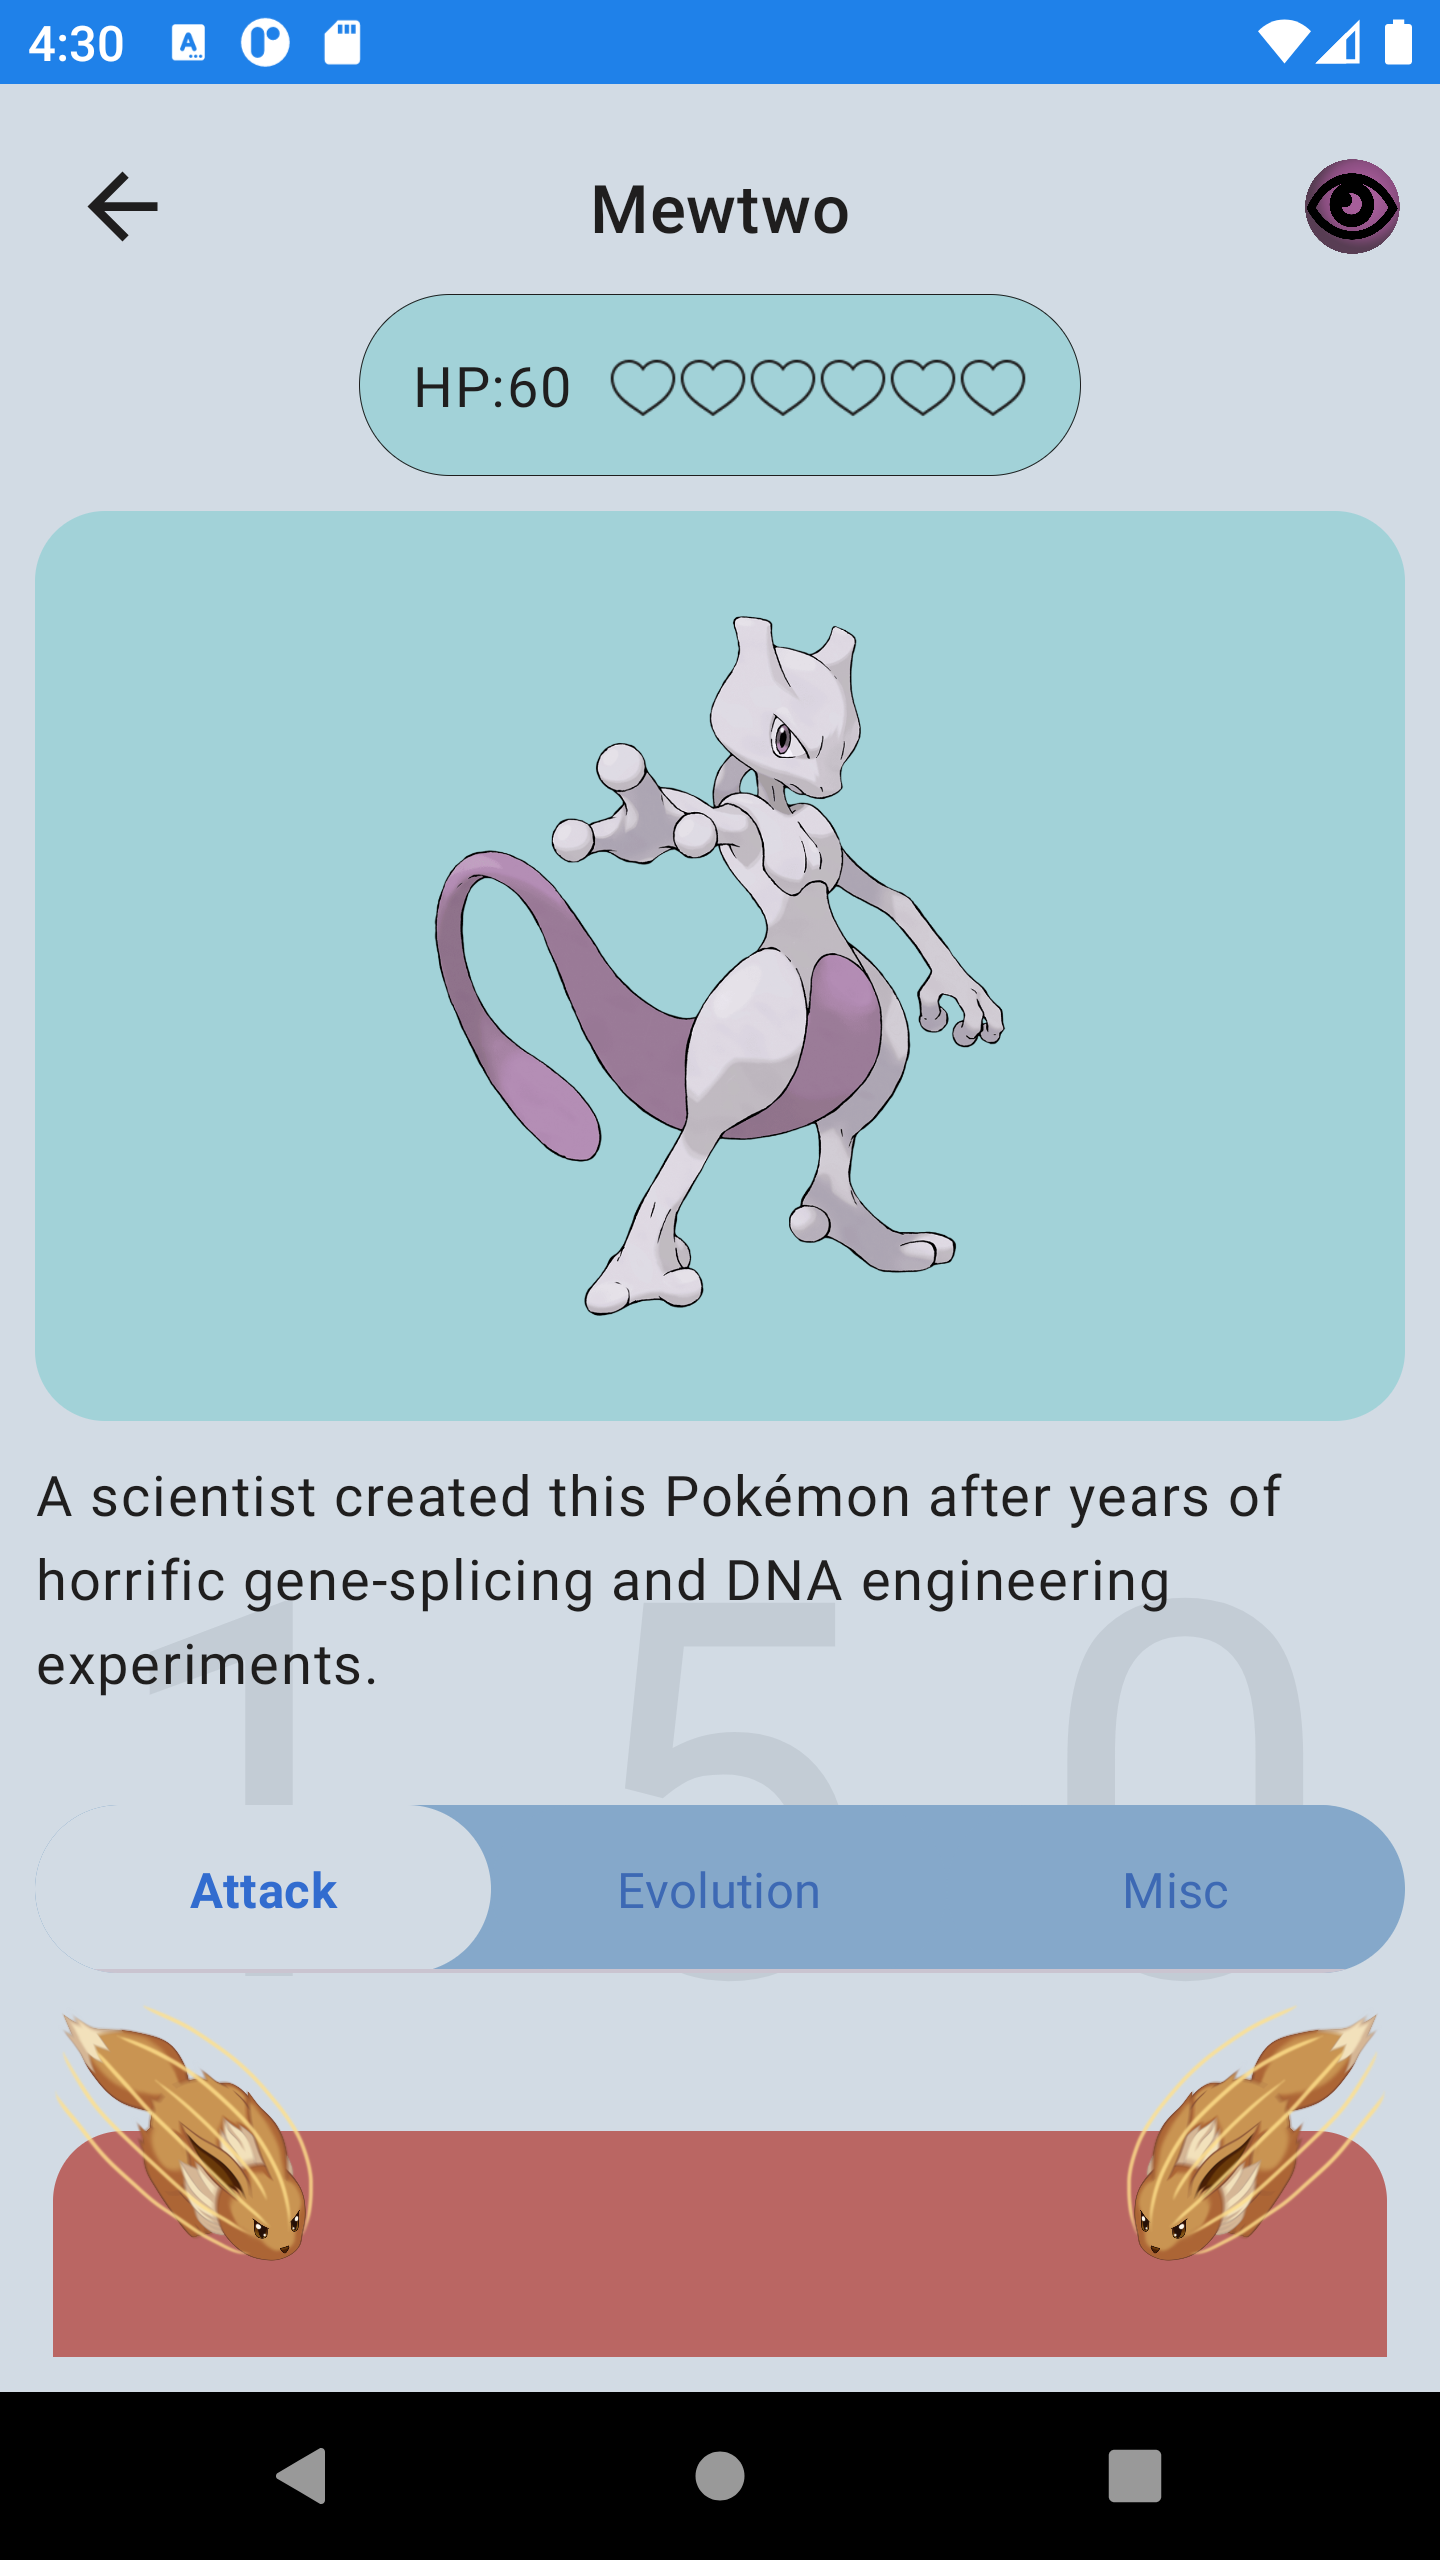 4:30
Mewtwo
HP:60
A scientist created this Pokémon after years of
horrific gene-splicing and DNA engineering
experiments.
150
Attack Evolution Misc